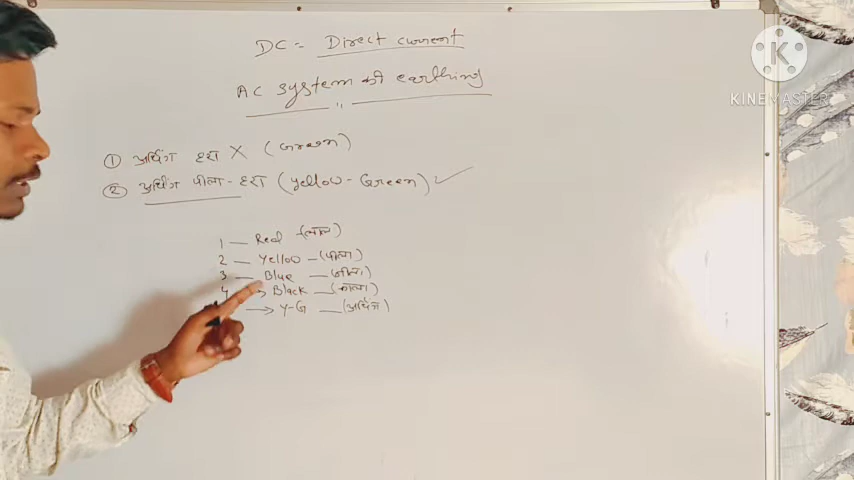 DC = Direct current
AC system की earthing
① अर्थिंग हरा X (Green)
② अर्थिंग पीला - हरा (Yellow - Green) ✓
1 — Red - (लाल)
2 — Yellow - (पीला)
3 — Blue — (नीला)
4 → Black — (काला)
→ Y-G — (अर्थिंग)
KINEMASTER